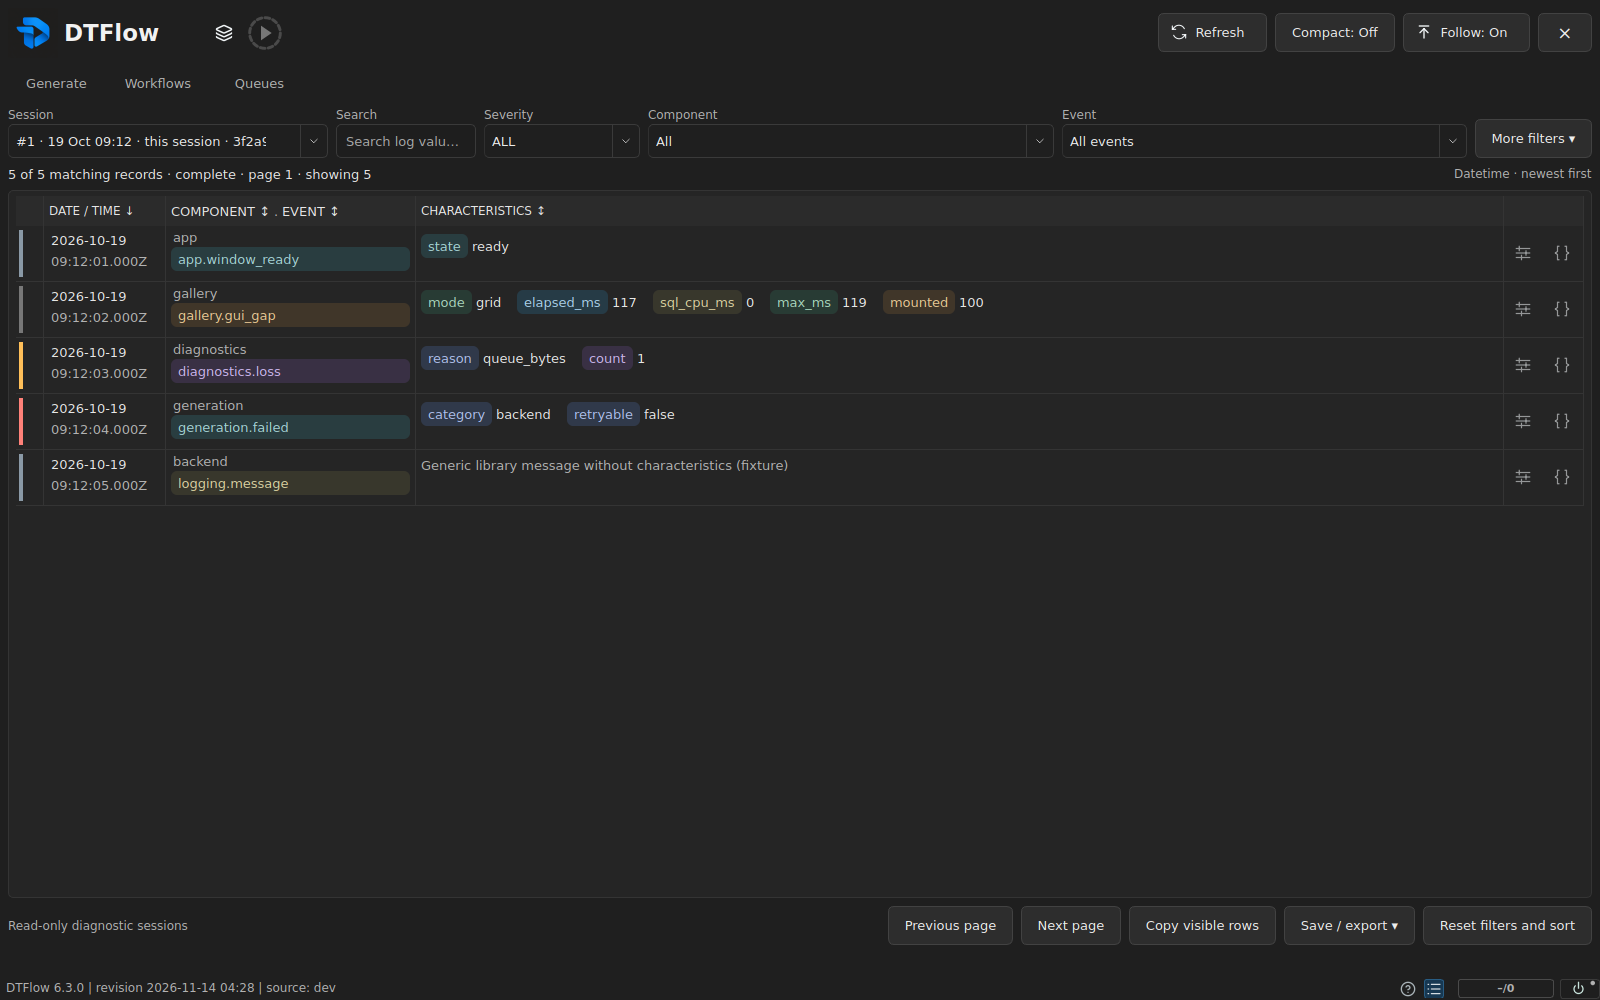 DTFlow
Refresh
Compact: Off
Follow: On
Generate
Workflows
Queues
Session
Search
Severity
Component
Event
#1 · 19 Oct 09:12 · this session · 3f2a
Search log valu...
ALL
All
All events
More filters ▾
5 of 5 matching records · complete · page 1 · showing 5
Datetime · newest first
DATE / TIME ↓
COMPONENT ↕ . EVENT ↕
CHARACTERISTICS ↕
2026-10-19
09:12:01.000Z
app
app.window_ready
state ready
{}
2026-10-19
09:12:02.000Z
gallery
gallery.gui_gap
mode grid elapsed_ms 117 sql_cpu_ms 0 max_ms 119 mounted 100
{}
2026-10-19
09:12:03.000Z
diagnostics
diagnostics.loss
reason queue_bytes count 1
{}
2026-10-19
09:12:04.000Z
generation
generation.failed
category backend retryable false
{}
2026-10-19
09:12:05.000Z
backend
logging.message
Generic library message without characteristics (fixture)
{}
Read-only diagnostic sessions
Previous page
Next page
Copy visible rows
Save / export ▾
Reset filters and sort
DTFlow 6.3.0 | revision 2026-11-14 04:28 | source: dev
–/0